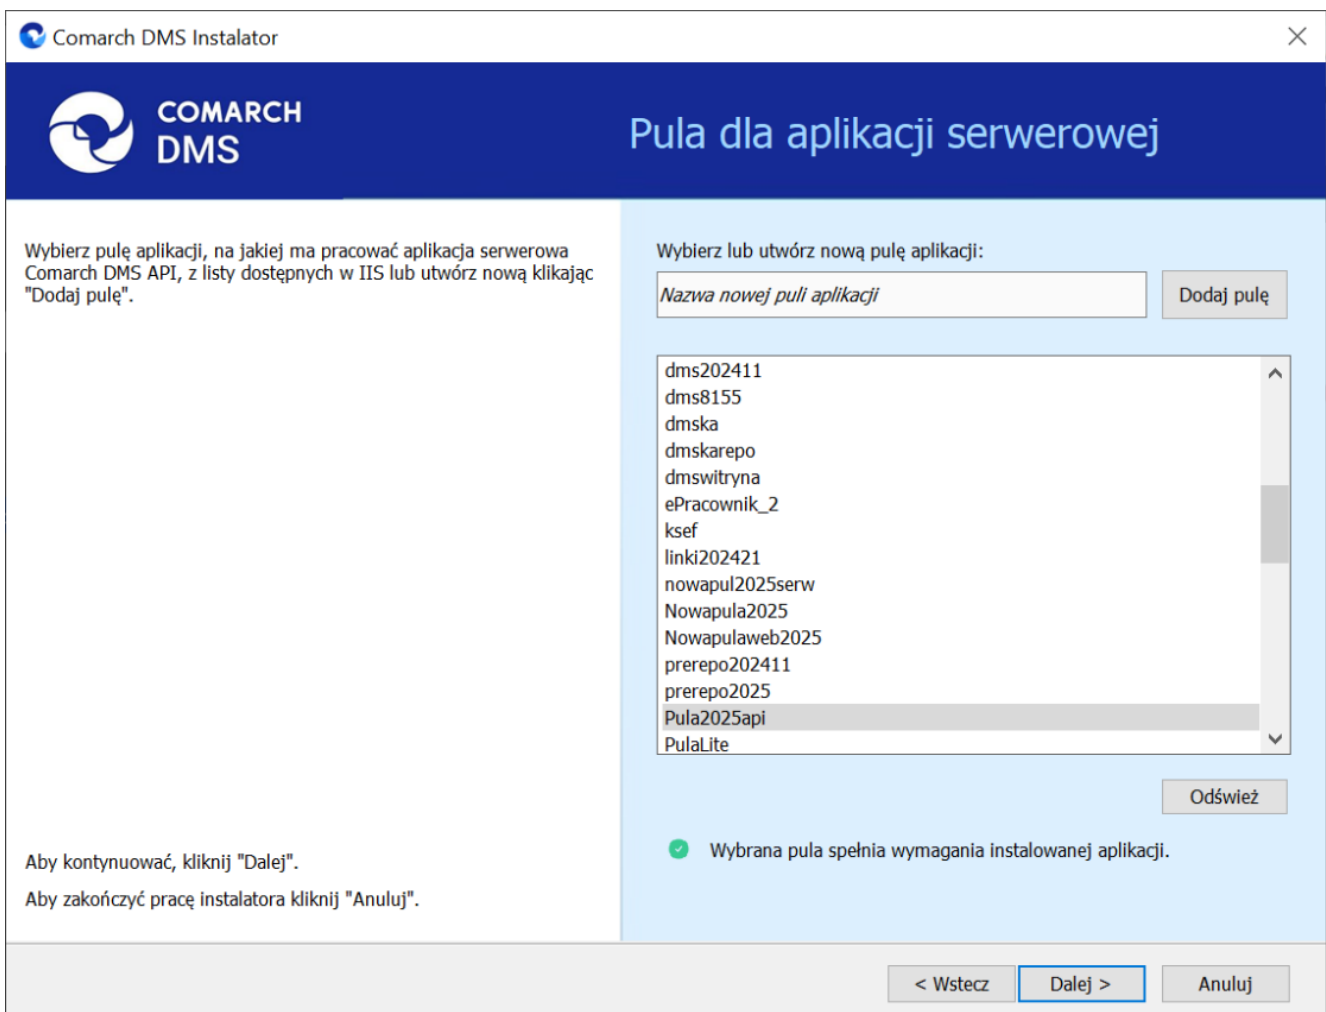 Comarch DMS Instalator
COMARCH
DMS
Pula dla aplikacji serwerowej
Wybierz pulę aplikacji, na jakiej ma pracować aplikacja serwerowa
Comarch DMS API, z listy dostępnych w IIS lub utwórz nową klikając
"Dodaj pulę".
Aby kontynuować, kliknij "Dalej".
Aby zakończyć pracę instalatora kliknij "Anuluj".
Wybierz lub utwórz nową pulę aplikacji:
Nazwa nowej puli aplikacji
Dodaj pulę
dms202411
dms8155
dmska
dmskarepo
dmswitryna
ePracownik_2
ksef
linki202421
nowapul2025serw
Nowapula2025
Nowapulaweb2025
prerepo202411
prerepo2025
Pula2025api
PulaLite
Odśwież
Wybrana pula spełnia wymagania instalowanej aplikacji.
< Wstecz
Dalej >
Anuluj